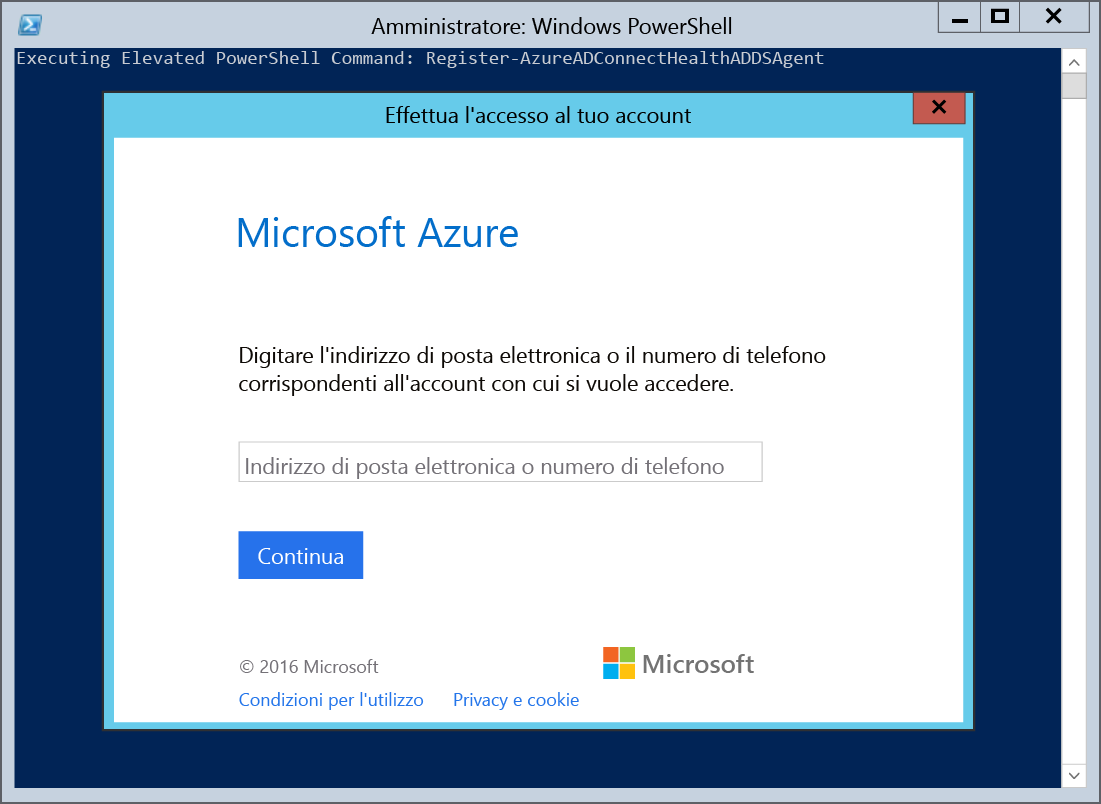 Amministratore: Windows PowerShell
Executing Elevated PowerShell Command: Register-AzureADConnectHealthADDSAgent
Effettua l'accesso al tuo account
Microsoft Azure
Digitare l'indirizzo di posta elettronica o il numero di telefono
corrispondenti all'account con cui si vuole accedere.
Indirizzo di posta elettronica o numero di telefono
Continua
© 2016 Microsoft
Microsoft
Condizioni per l'utilizzo Privacy e cookie